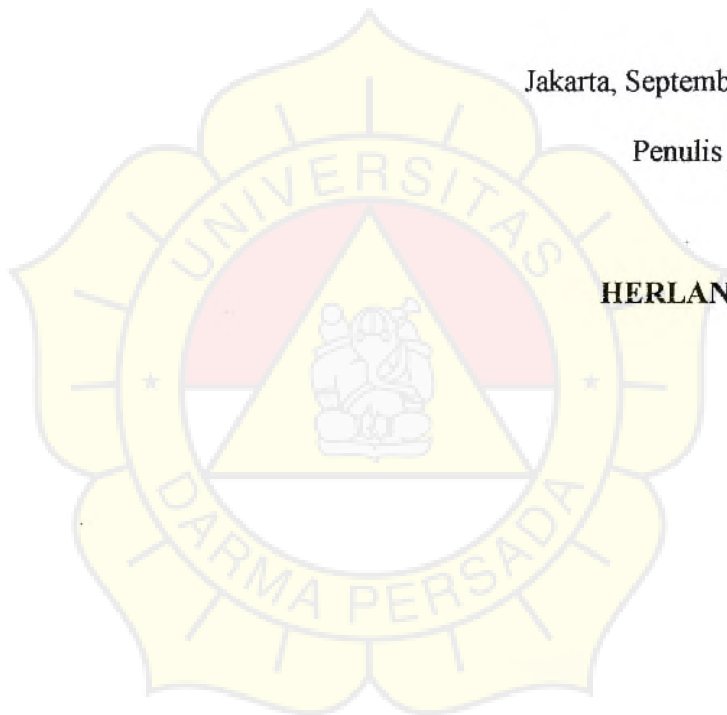 Jakarta, Septemb
Penulis
HERLAN
UNIVERSITAS
DARMA PERSADA